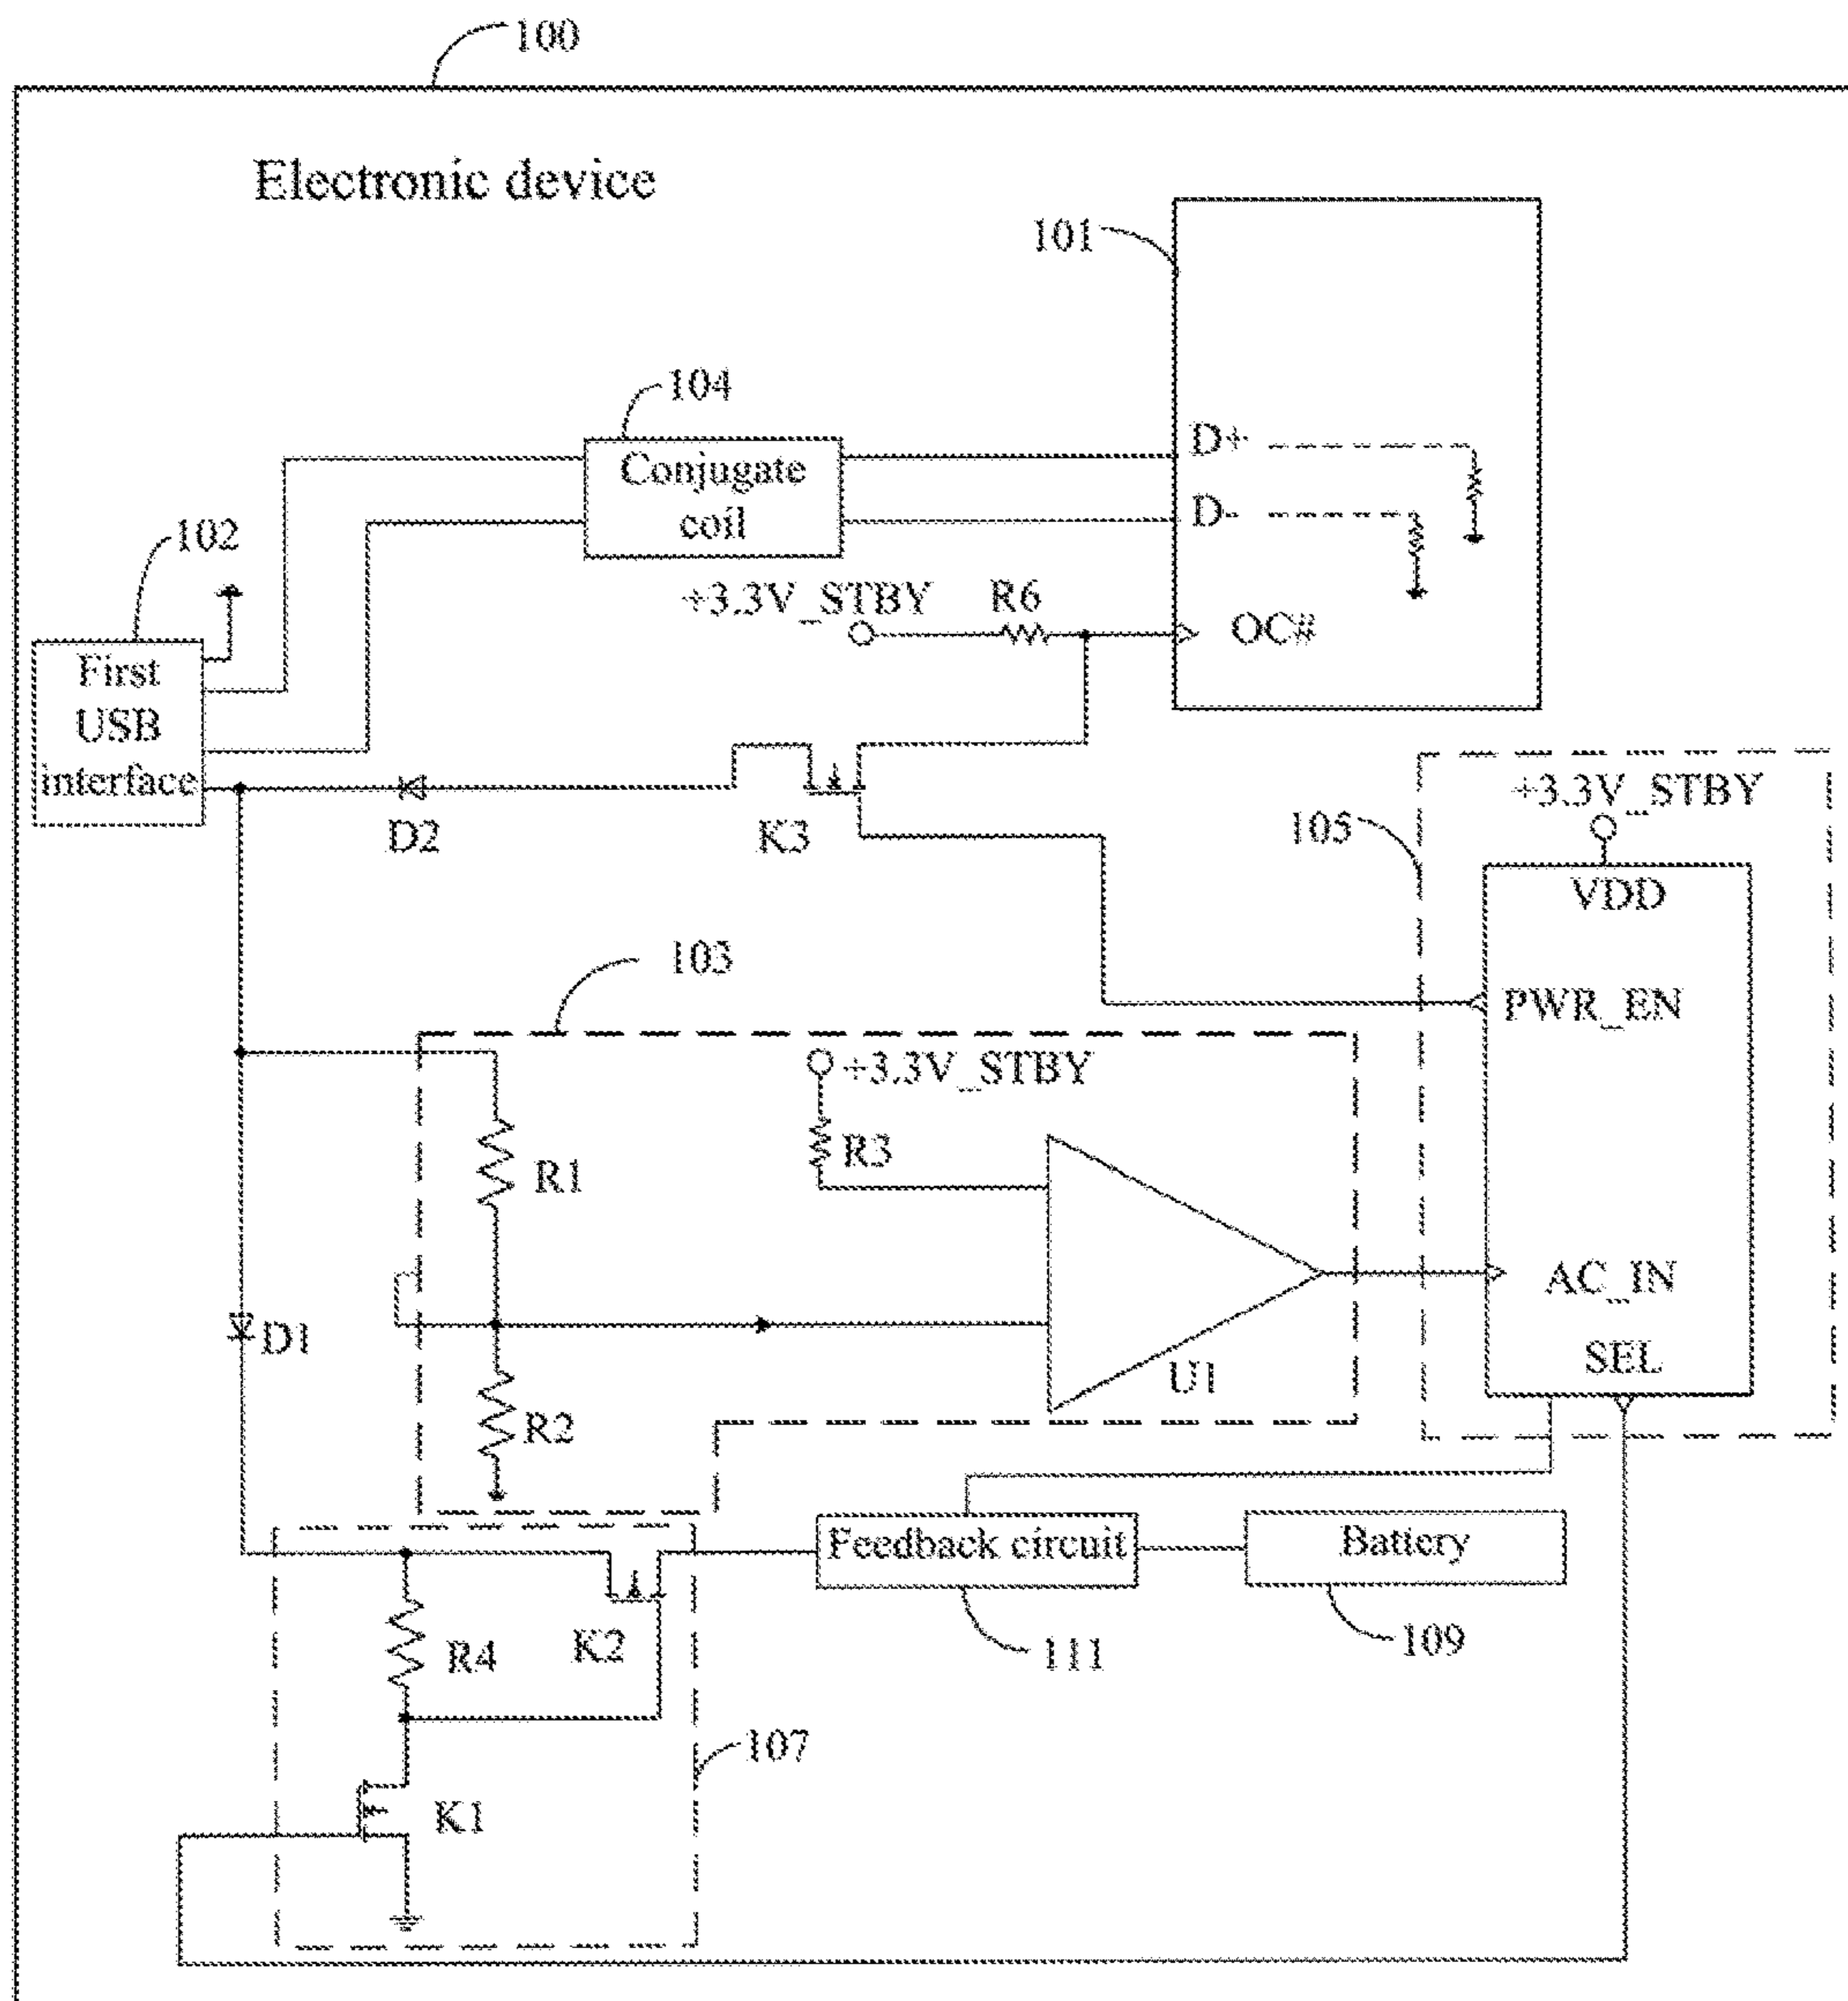 100
Electronic device
101
104
D+
Conjugate
coil
D-
102
+3.3V_STBY
R6
OC#
First
USB
interface
D2
K3
+3.3V_STBY
105
VDD
103
PWR_EN
+3.3V_STBY
R3
R1
AC_IN
D1
SEL
U1
R2
Feedback circuit
Battery
K2
R4
111
109
107
K1